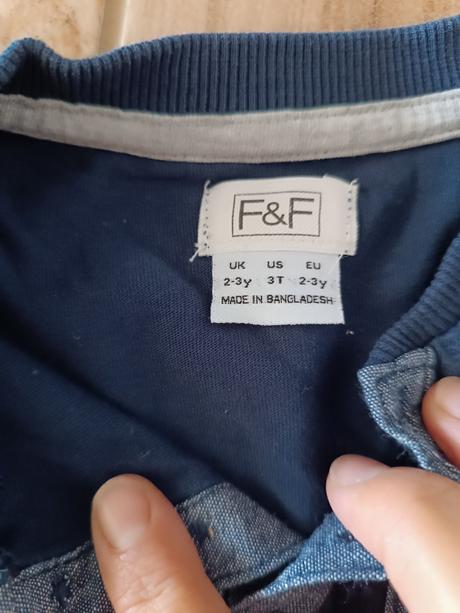 F&F
UK US EU
2-3y 3T 2-3y
MADE IN BANGLADESH